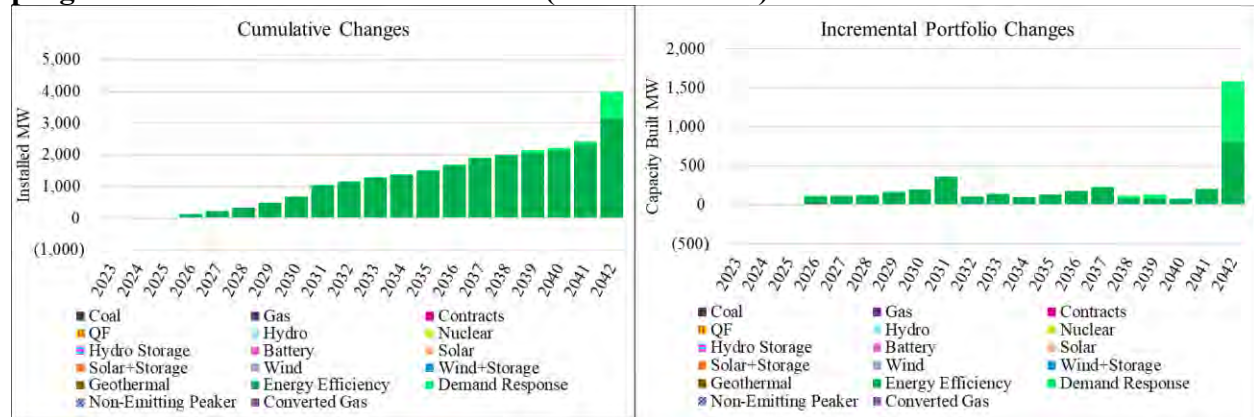 Cumulative Changes
Installed MW
5,000
4,000
3,000
2,000
1,000
0
(1,000)
2023 2024 2025 2026 2027 2028 2029 2030 2031 2032 2033 2034 2035 2036 2037 2038 2039 2040 2041 2042
Coal Gas Contracts
QF Hydro Nuclear
Hydro Storage Battery Solar
Solar+Storage Wind Wind+Storage
Geothermal Energy Efficiency Demand Response
Non-Emitting Peaker Converted Gas
Incremental Portfolio Changes
Capacity Built MW
2,000
1,500
1,000
500
0
(500)
2023 2024 2025 2026 2027 2028 2029 2030 2031 2032 2033 2034 2035 2036 2037 2038 2039 2040 2041 2042
Coal Gas Contracts
QF Hydro Nuclear
Hydro Storage Battery Solar
Solar+Storage Wind Wind+Storage
Geothermal Energy Efficiency Demand Response
Non-Emitting Peaker Converted Gas